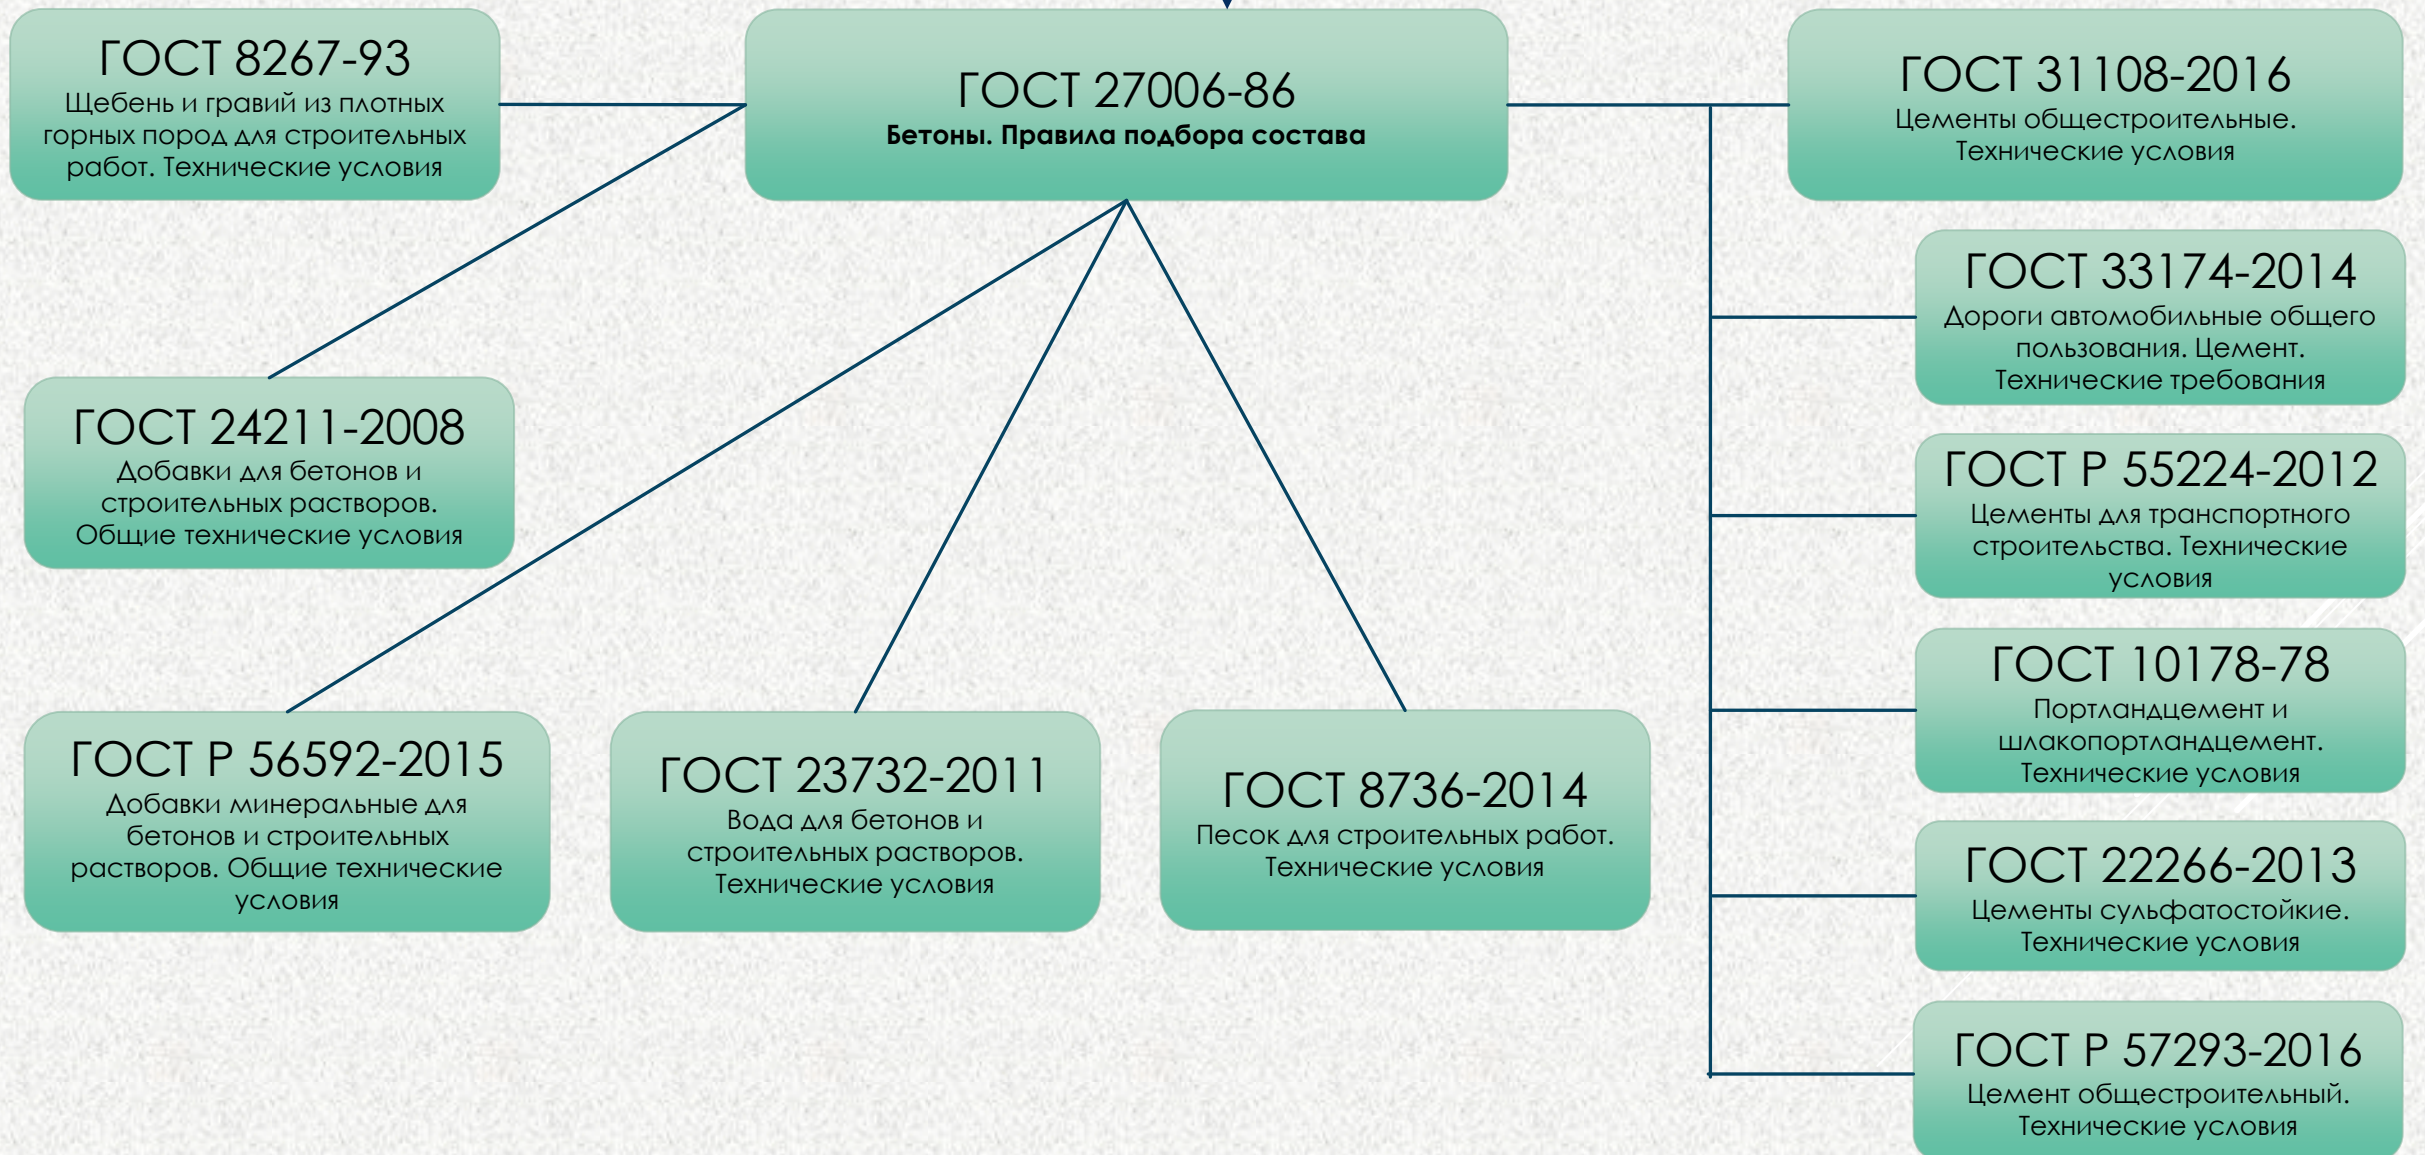 ГОСТ 8267-93
Щебень и гравий из плотных
горных пород для строительных
работ. Технические условия
ГОСТ 27006-86
Бетоны. Правила подбора состава
ГОСТ 31108-2016
Цементы общестроительные.
Технические условия
ГОСТ 33174-2014
Дороги автомобильные общего
пользования. Цемент.
Технические требования
ГОСТ 24211-2008
Добавки для бетонов и
строительных растворов.
Общие технические условия
ГОСТ Р 55224-2012
Цементы для транспортного
строительства. Технические
условия
ГОСТ 10178-78
Портландцемент и
шлакопортландцемент.
Технические условия
ГОСТ Р 56592-2015
Добавки минеральные для
бетонов и строительных
растворов. Общие технические
условия
ГОСТ 23732-2011
Вода для бетонов и
строительных растворов.
Технические условия
ГОСТ 8736-2014
Песок для строительных работ.
Технические условия
ГОСТ 22266-2013
Цементы сульфатостойкие.
Технические условия
ГОСТ Р 57293-2016
Цемент общестроительный.
Технические условия